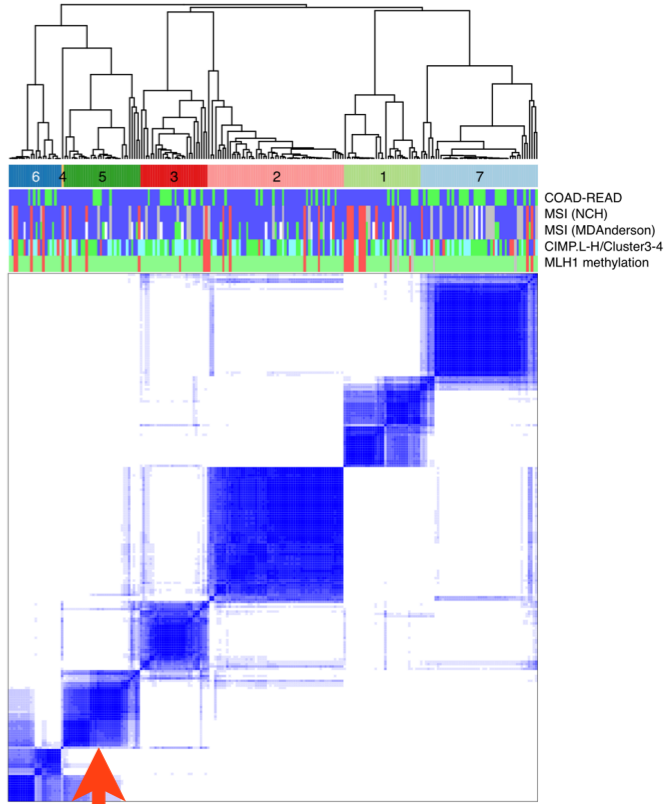 6 4 5 3 2 1 7
COAD-READ
MSI (NCH)
MSI (MDAnderson)
CIMP.L-H/Cluster3-4
MLH1 methylation